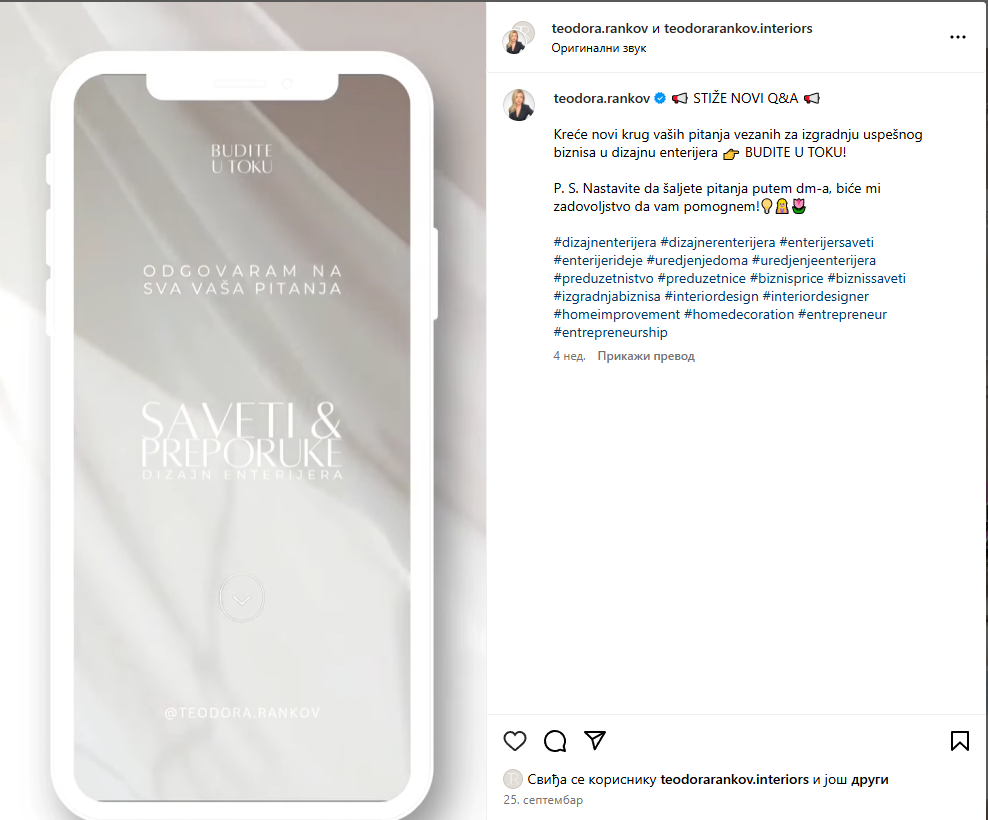 BUDITE
U TOKU
ODGOVARAM NA
SVA VAŠA PITANJA
SAVETI &
PREPORUKE
DIZAJN ENTERIJERA
@TEODORA.RANKOV
teodora.rankov и teodorarankov.interiors
Оригинални звук
teodora.rankov 📢 STIŽE NOVI Q&A 📢
Kreće novi krug vaših pitanja vezanih za izgradnju uspešnog
biznisa u dizajnu enterijera 👉 BUDITE U TOKU!
P. S. Nastavite da šaljete pitanja putem dm-a, biće mi
zadovoljstvo da vam pomognem!💡👩🏼🌷
#dizajnenterijera #dizajnerenterijera #enterijersaveti
#enterijerideje #uredjenjedoma #uredjenjeenterijera
#preduzetnistvo #preduzetnice #biznisprice #biznissaveti
#izgradnjabiznisa #interiordesign #interiordesigner
#homeimprovement #homedecoration #entrepreneur
#entrepreneurship
4 нед. Прикажи превод
Свиђа се кориснику teodorarankov.interiors и још други
25. септембар